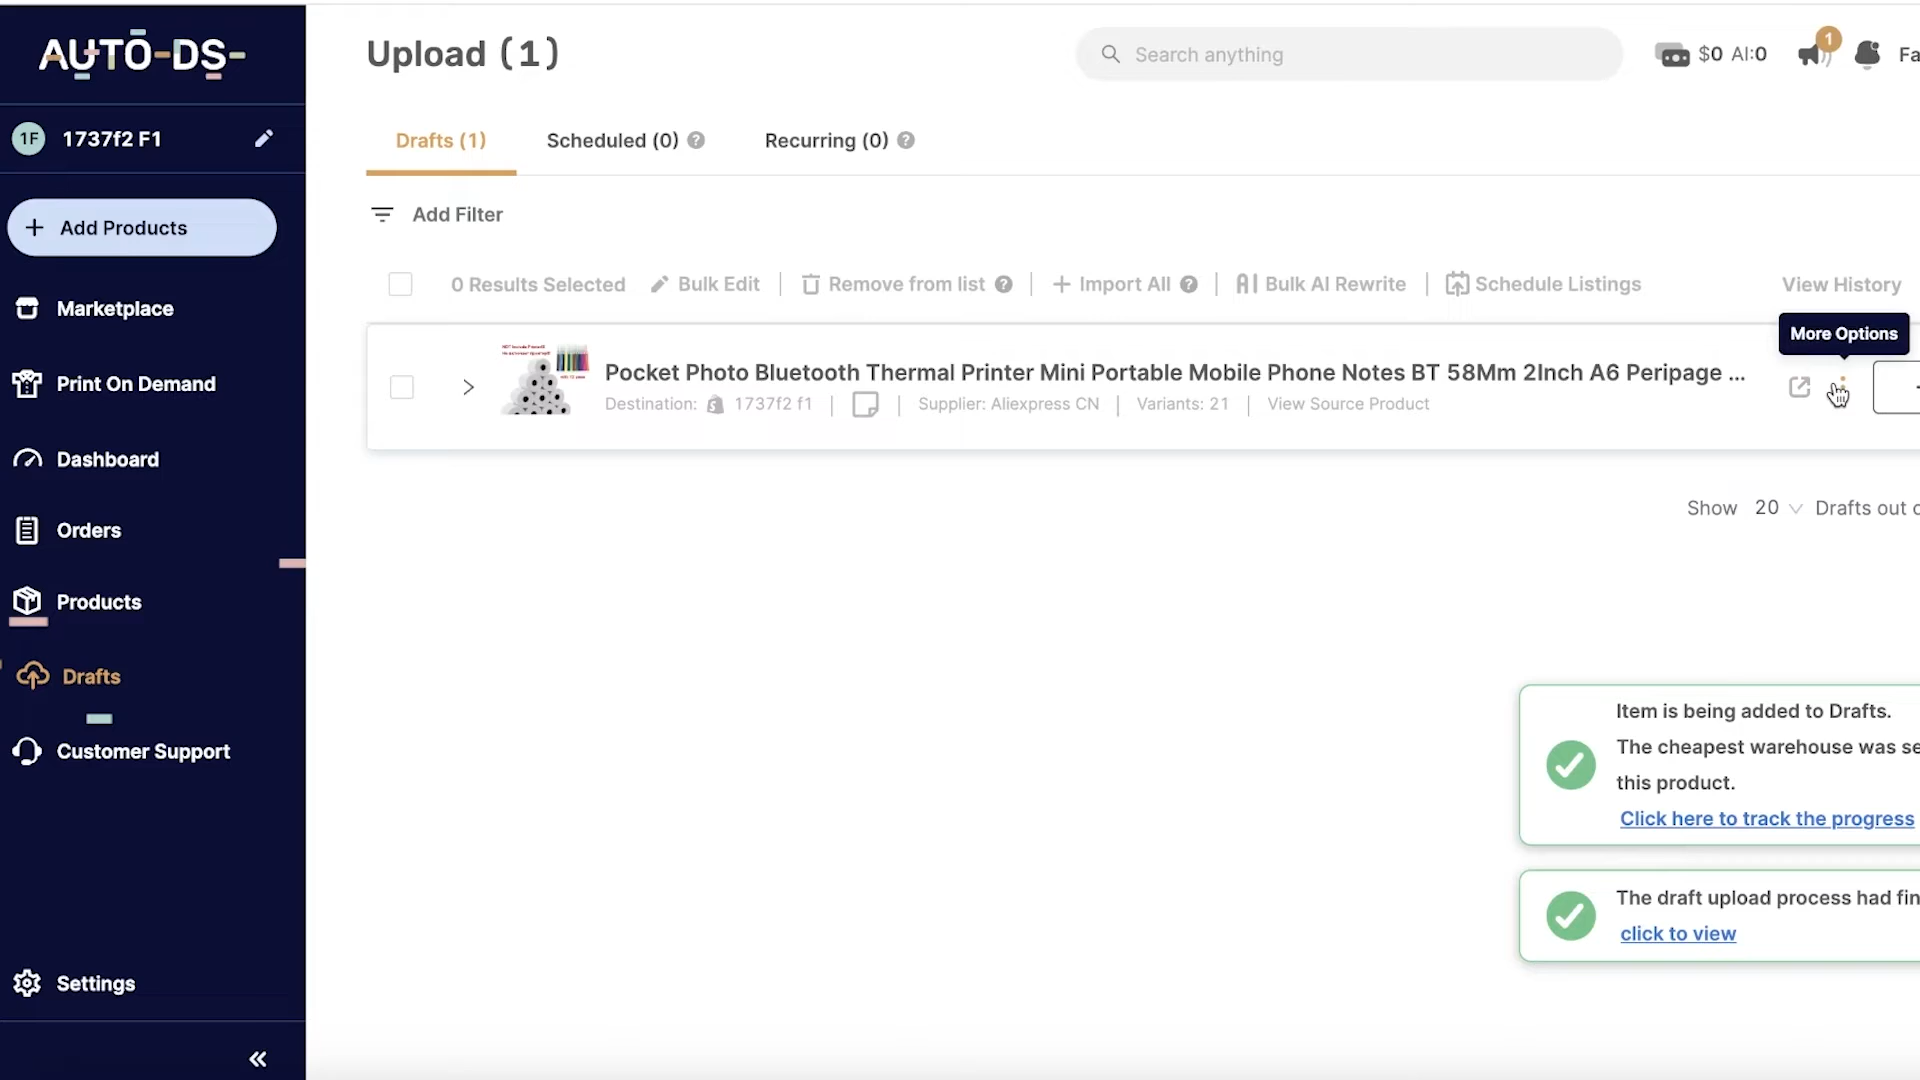 AUTO-DS-
Upload (1)
Search anything
$0 AI:0
1
Fa
1F 1737f2 F1
Drafts (1)
Scheduled (0) ?
Recurring (0) ?
+ Add Products
Add Filter
0 Results Selected
Bulk Edit
Remove from list ?
+ Import All ?
AI Bulk AI Rewrite
Schedule Listings
View History
Marketplace
More Options
Pocket Photo Bluetooth Thermal Printer Mini Portable Mobile Phone Notes BT 58Mm 2Inch A6 Peripage ...
Print On Demand
Destination: 1737f2 f1 | | Supplier: Aliexpress CN | Variants: 21 | View Source Product
Dashboard
Show 20 Drafts out
Orders
Products
Drafts
Item is being added to Drafts.
The cheapest warehouse was se
this product.
Click here to track the progress
Customer Support
The draft upload process had fin
click to view
Settings